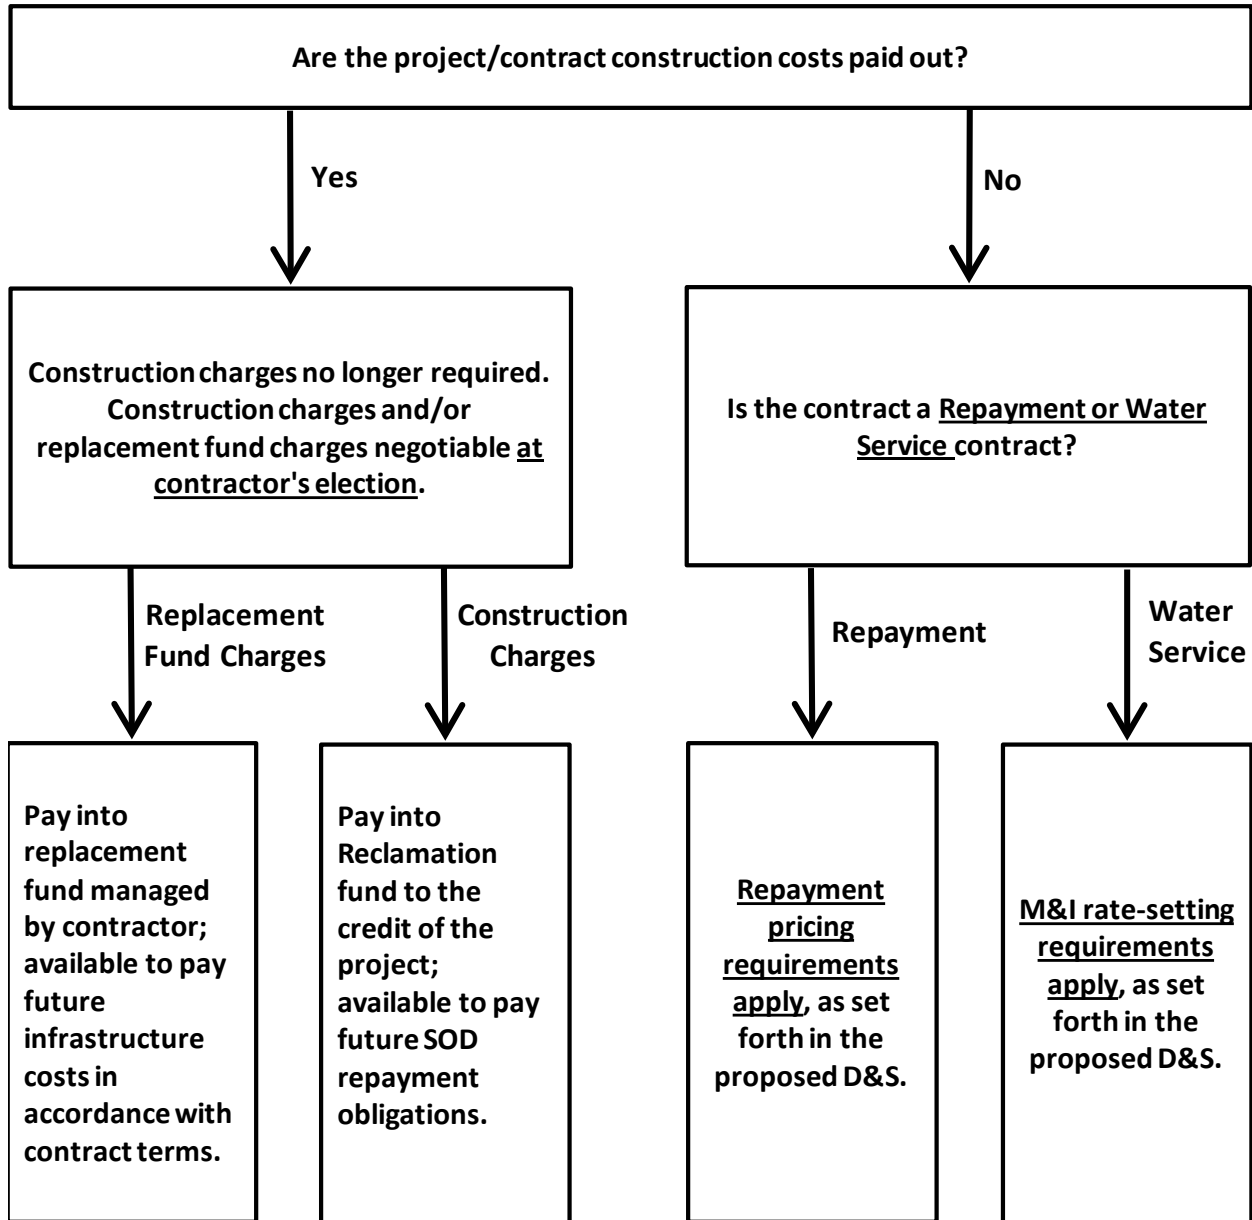 Are the project/contract construction costs paid out?
Yes
No
Construction charges no longer required.
Construction charges and/or
replacement fund charges negotiable at
contractor's election.
Is the contract a Repayment or Water
Service contract?
Replacement
Fund Charges
Construction
Charges
Repayment
Water
Service
Pay into
replacement
fund managed
by contractor;
available to pay
future
infrastructure
costs in
accordance with
contract terms.
Pay into
Reclamation
fund to the
credit of the
project;
available to pay
future SOD
repayment
obligations.
Repayment
pricing
requirements
apply, as set
forth in the
proposed D&S.
M&I rate-setting
requirements
apply, as set
forth in the
proposed D&S.